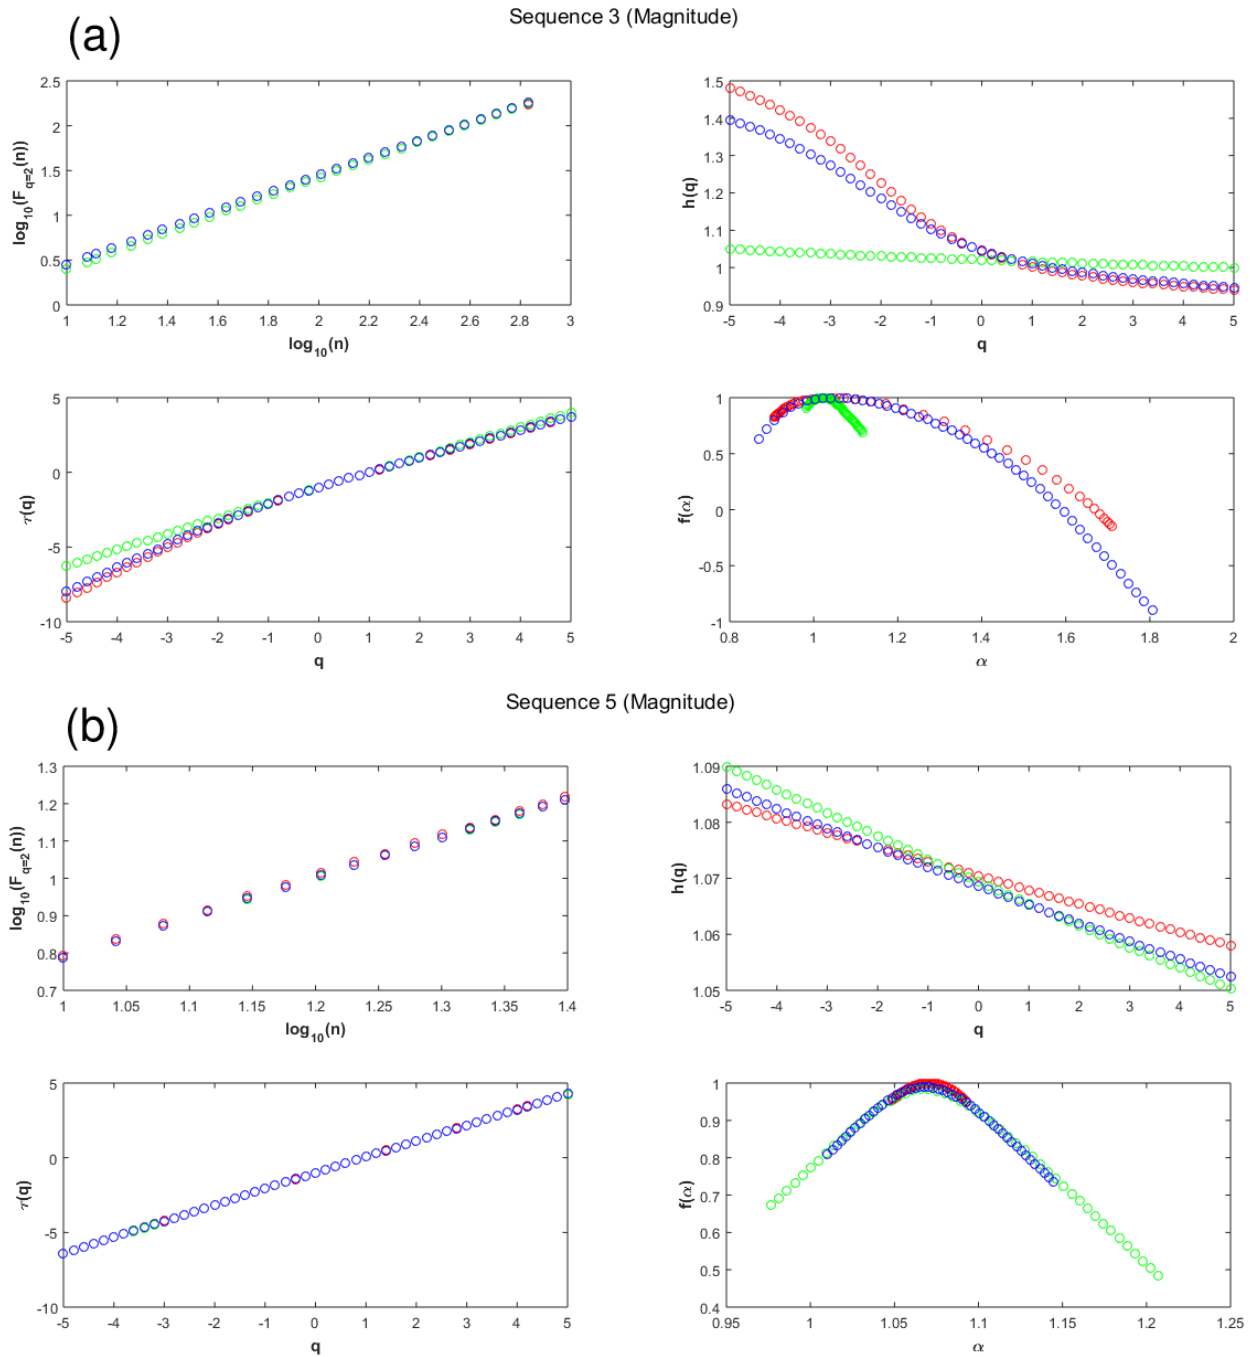 Sequence 3 (Magnitude)
(a)
2.5
2
1.5
1
0.5
0
log10(Fq=2(n))
1 1.2 1.4 1.6 1.8 2 2.2 2.4 2.6 2.8 3
log10(n)
1.5
1.4
1.3
1.2
1.1
1
0.9
h(q)
-5 -4 -3 -2 -1 0 1 2 3 4 5
q
5
0
-5
-10
τ(q)
-5 -4 -3 -2 -1 0 1 2 3 4 5
q
1
0.5
0
-0.5
-1
f(α)
0.8 1 1.2 1.4 1.6 1.8 2
α
Sequence 5 (Magnitude)
(b)
1.3
1.2
1.1
1
0.9
0.8
0.7
log10(Fq=2(n))
1 1.05 1.1 1.15 1.2 1.25 1.3 1.35 1.4
log10(n)
1.09
1.08
1.07
1.06
1.05
h(q)
-5 -4 -3 -2 -1 0 1 2 3 4 5
q
5
0
-5
-10
τ(q)
-5 -4 -3 -2 -1 0 1 2 3 4 5
q
1
0.9
0.8
0.7
0.6
0.5
0.4
f(α)
0.95 1 1.05 1.1 1.15 1.2 1.25
α